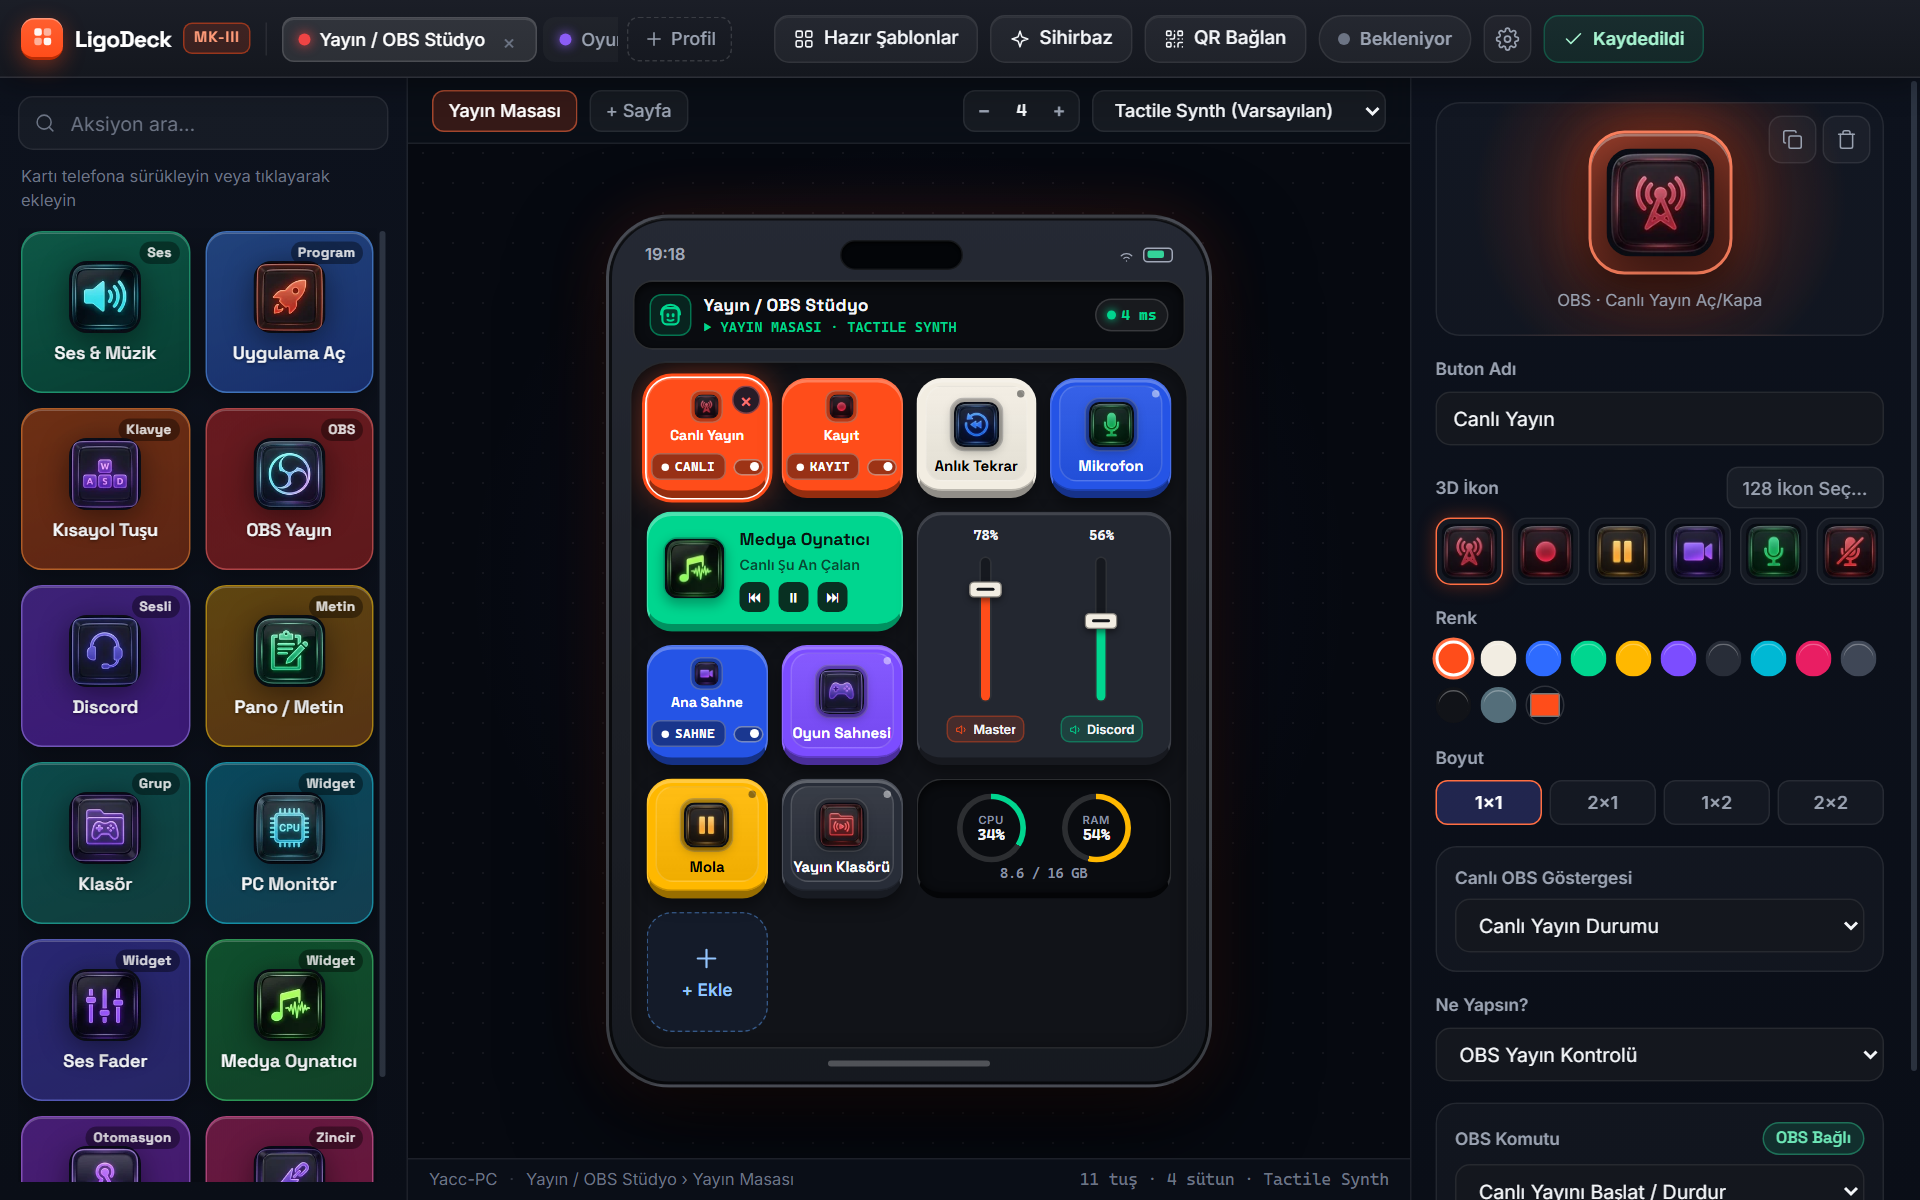 LigoDeck
MK-III
Yayın / OBS Stüdyo
Oyu
+ Profil
Hazır Şablonlar
Sihirbaz
QR Bağlan
Bekleniyor
Kaydedildi
Aksiyon ara...
Kartı telefona sürükleyin veya tıklayarak
ekleyin
Ses
Ses & Müzik
Program
Uygulama Aç
Klavye
W
A S D
Kısayol Tuşu
OBS
OBS Yayın
Sesli
Discord
Metin
Pano / Metin
Grup
Klasör
Widget
CPU
PC Monitör
Widget
Ses Fader
Widget
Medya Oynatıcı
Otomasyon
Zincir
Yayın Masası
+ Sayfa
− 4 +
Tactile Synth (Varsayılan)
19:18
Yayın / OBS Stüdyo
YAYIN MASASI · TACTILE SYNTH
4 ms
Canlı Yayın
CANLI
Kayıt
KAYIT
Anlık Tekrar
Mikrofon
Medya Oynatıcı
Canlı Şu An Çalan
78%
56%
Master
Discord
Ana Sahne
SAHNE
Oyun Sahnesi
Mola
Yayın Klasörü
CPU
34%
RAM
54%
8.6 / 16 GB
+ Ekle
Yacc-PC · Yayın / OBS Stüdyo › Yayın Masası
11 tuş · 4 sütun · Tactile Synth
OBS · Canlı Yayın Aç/Kapa
Buton Adı
Canlı Yayın
3D İkon
128 İkon Seç...
Renk
Boyut
1×1
2×1
1×2
2×2
Canlı OBS Göstergesi
Canlı Yayın Durumu
Ne Yapsın?
OBS Yayın Kontrolü
OBS Komutu
OBS Bağlı
Canlı Yayını Başlat / Durdur